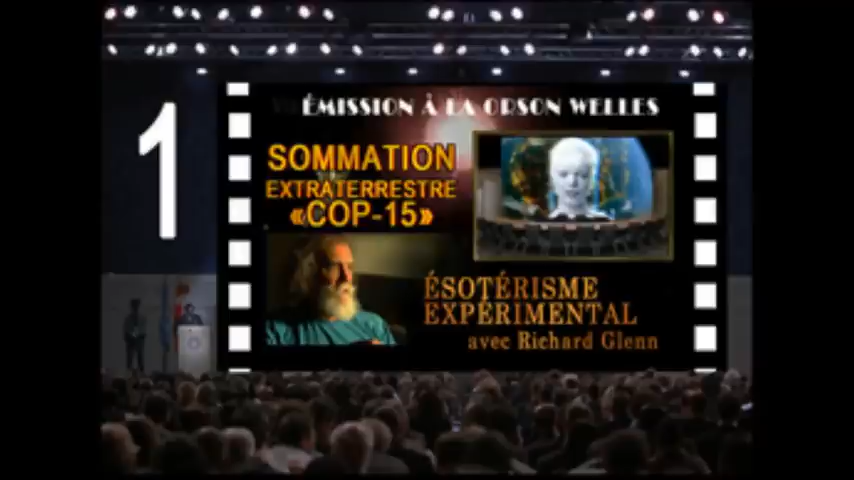 1
ÉMISSION À LA ORSON WELLES
SOMMATION
EXTRATERRESTRE
«COP-15»
ÉSOTÉRISME
EXPÉRIMENTAL
avec Richard Glenn